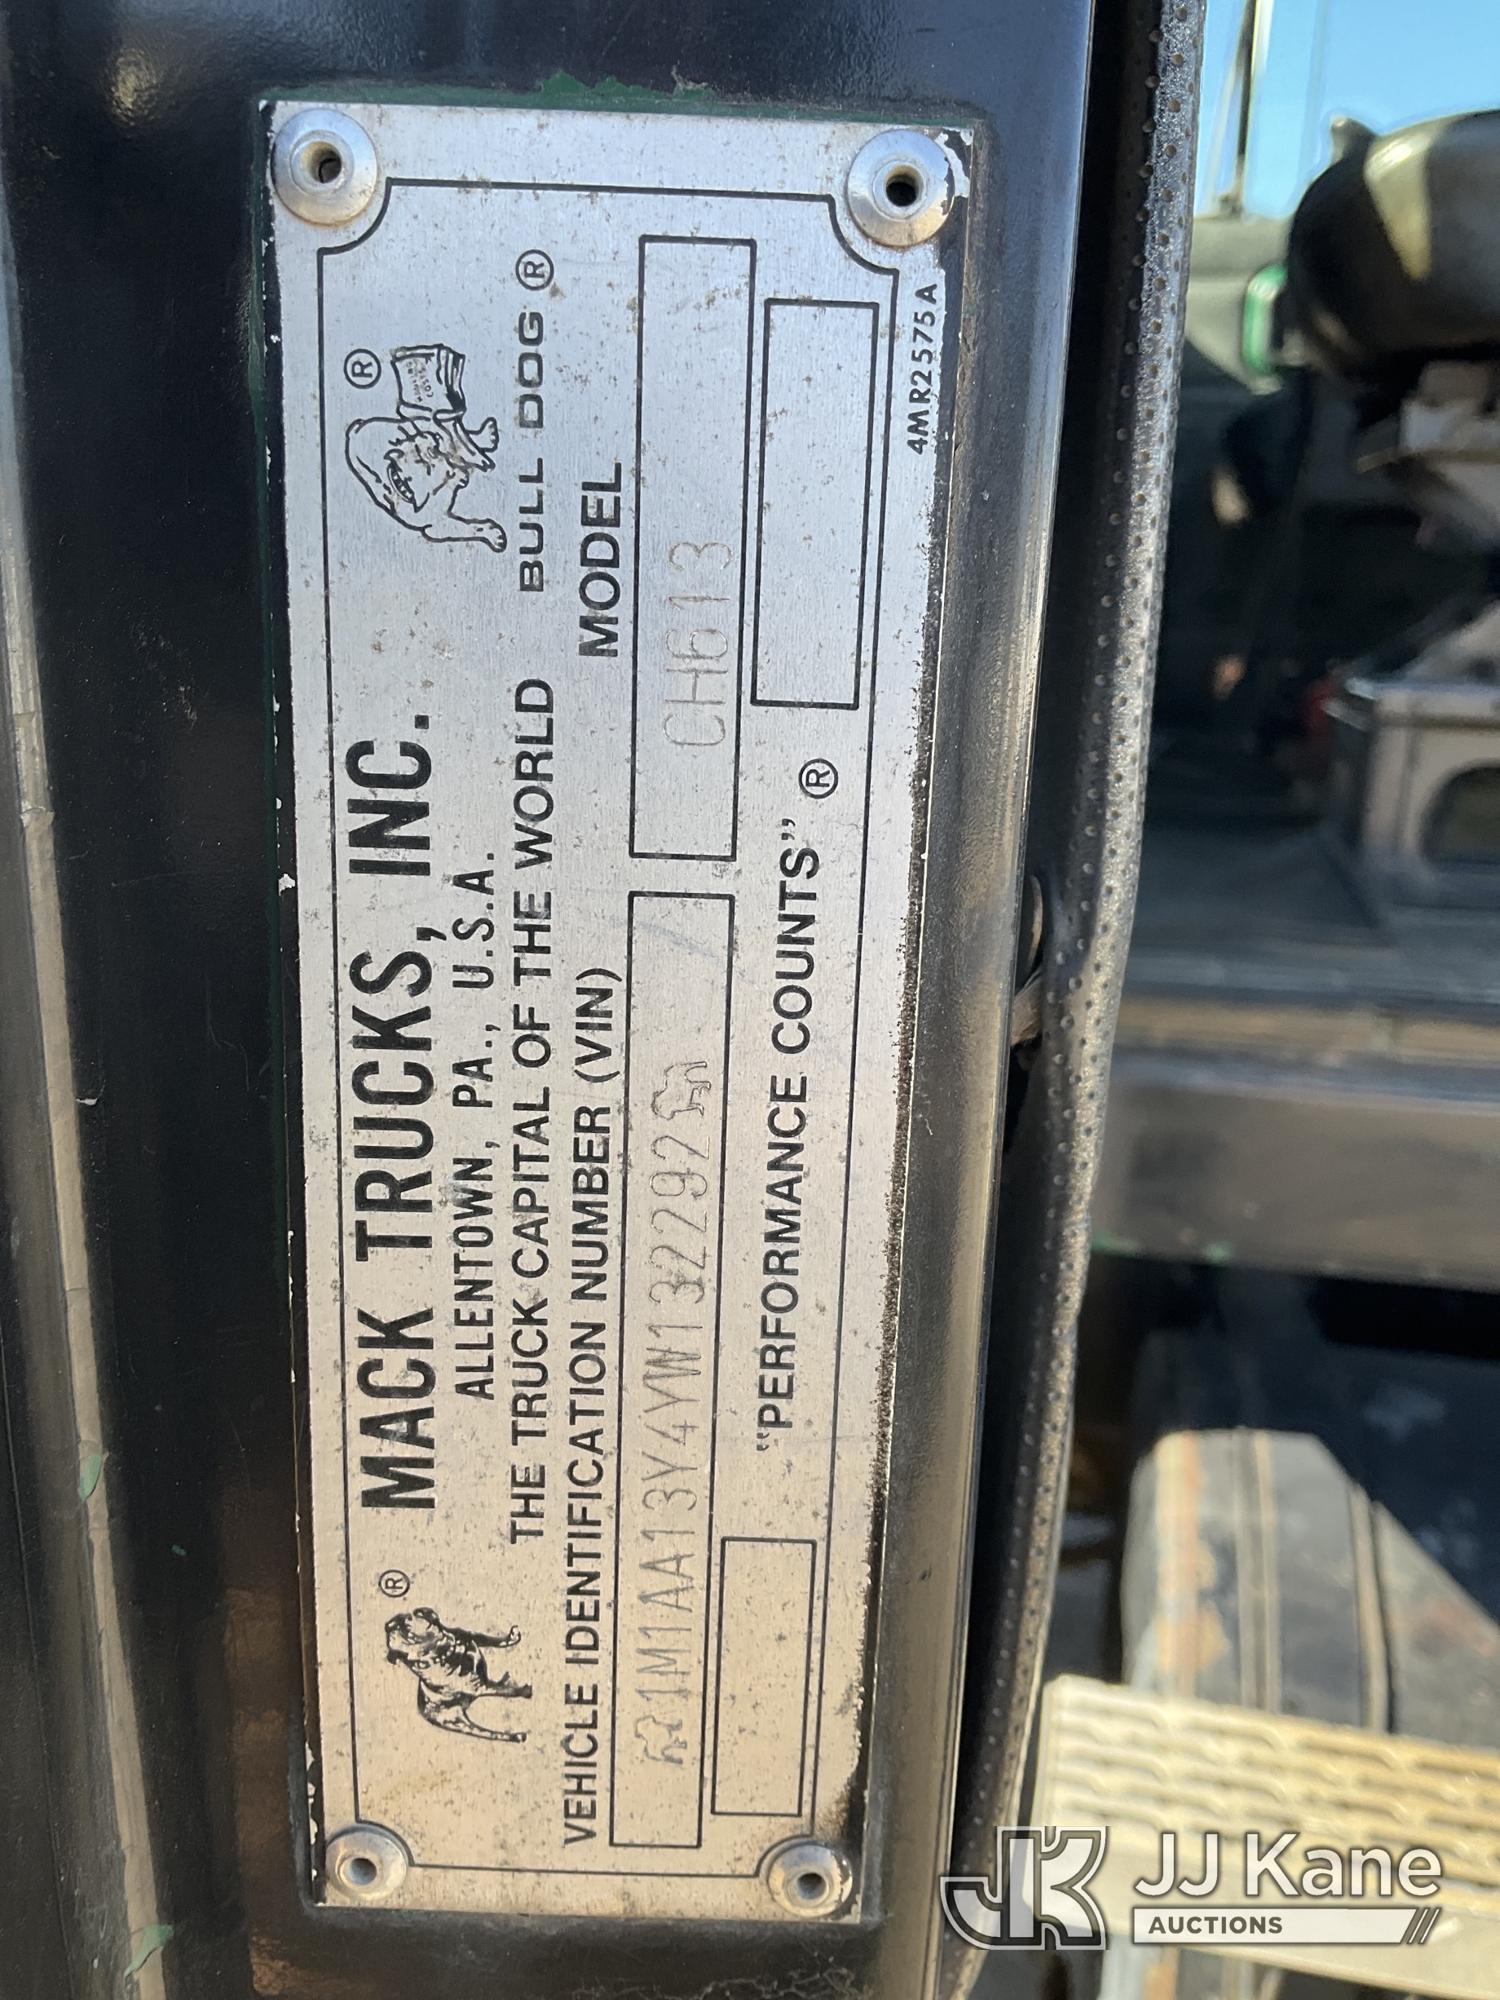 MACK TRUCKS, INC.
ALLENTOWN, PA., U.S.A.
THE TRUCK CAPITAL OF THE WORLD
BULL DOG ®
VEHICLE IDENTIFICATION NUMBER (VIN)
MODEL
1M1AA13Y4YW132292
CH613
"PERFORMANCE COUNTS" ®
4MR2575A
JK
JJ Kane
AUCTIONS